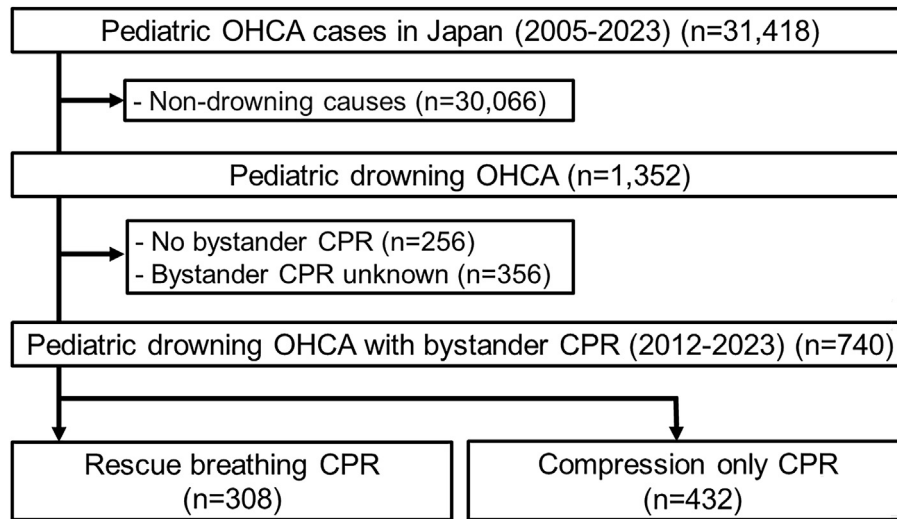 Pediatric OHCA cases in Japan (2005-2023) (n=31,418)
- Non-drowning causes (n=30,066)
Pediatric drowning OHCA (n=1,352)
- No bystander CPR (n=256)
- Bystander CPR unknown (n=356)
Pediatric drowning OHCA with bystander CPR (2012-2023) (n=740)
Rescue breathing CPR
(n=308)
Compression only CPR
(n=432)